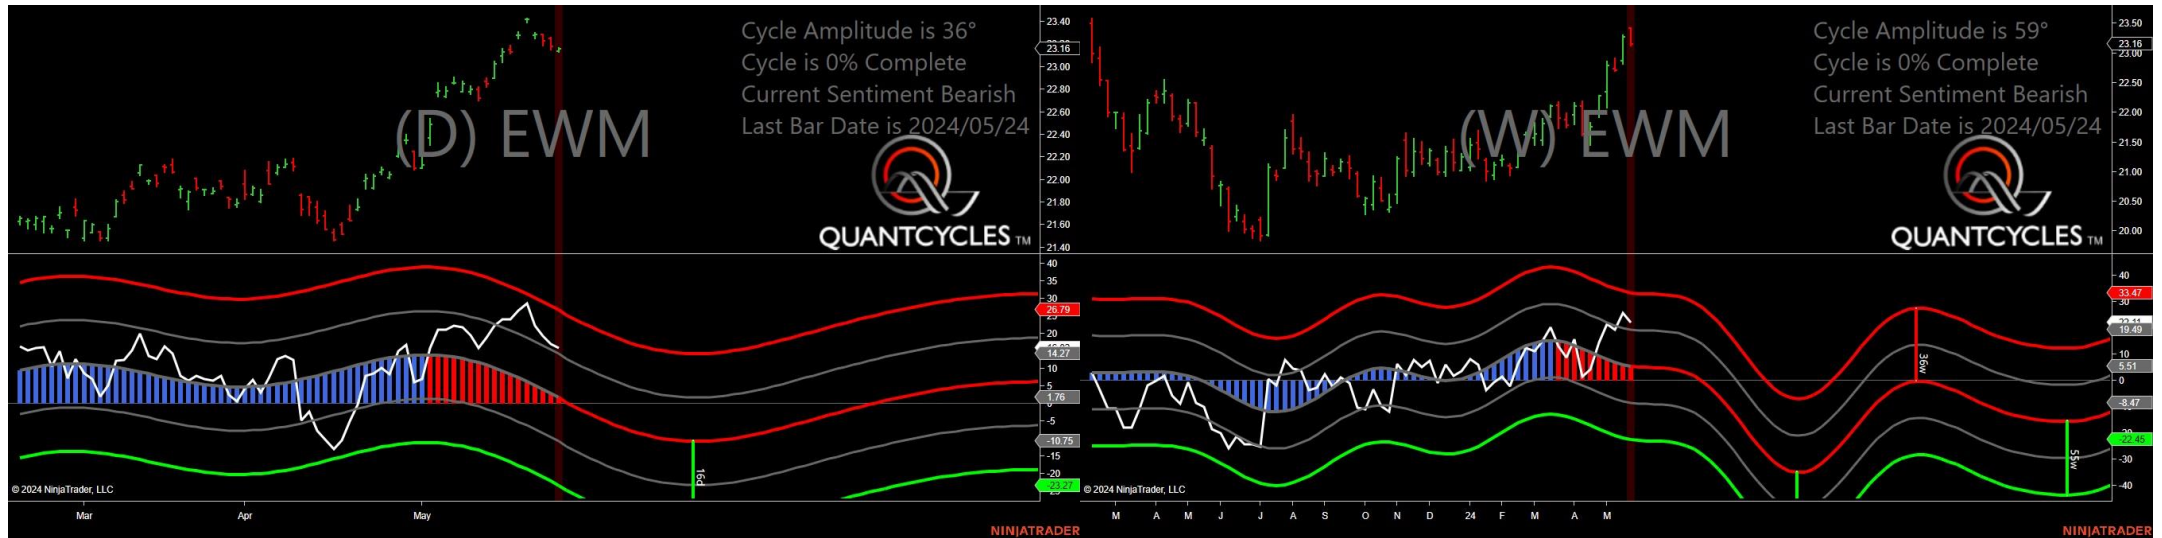 Cycle Amplitude is 36°
Cycle is 0% Complete
Current Sentiment Bearish
Last Bar Date is 2024/05/24
(D) EWM
QUANTCYCLES TM
23.40
23.16
23.00
22.80
22.60
22.40
22.20
22.00
21.80
21.60
21.40
40
35
30
26.79
20
14.27
10
5
1.76
-5
-10.75
-15
-20
-23.27
16d
© 2024 NinjaTrader, LLC
Mar Apr May
NINJATRADER
Cycle Amplitude is 59°
Cycle is 0% Complete
Current Sentiment Bearish
Last Bar Date is 2024/05/24
(W) EWM
QUANTCYCLES TM
23.50
23.16
23.00
22.50
22.00
21.50
21.00
20.50
20.00
40
33.47
19.49
10
5.51
0
-8.47
-22.45
-30
-40
36w
55w
© 2024 NinjaTrader, LLC
M A M J J A S O N D 24 F M A M
NINJATRADER